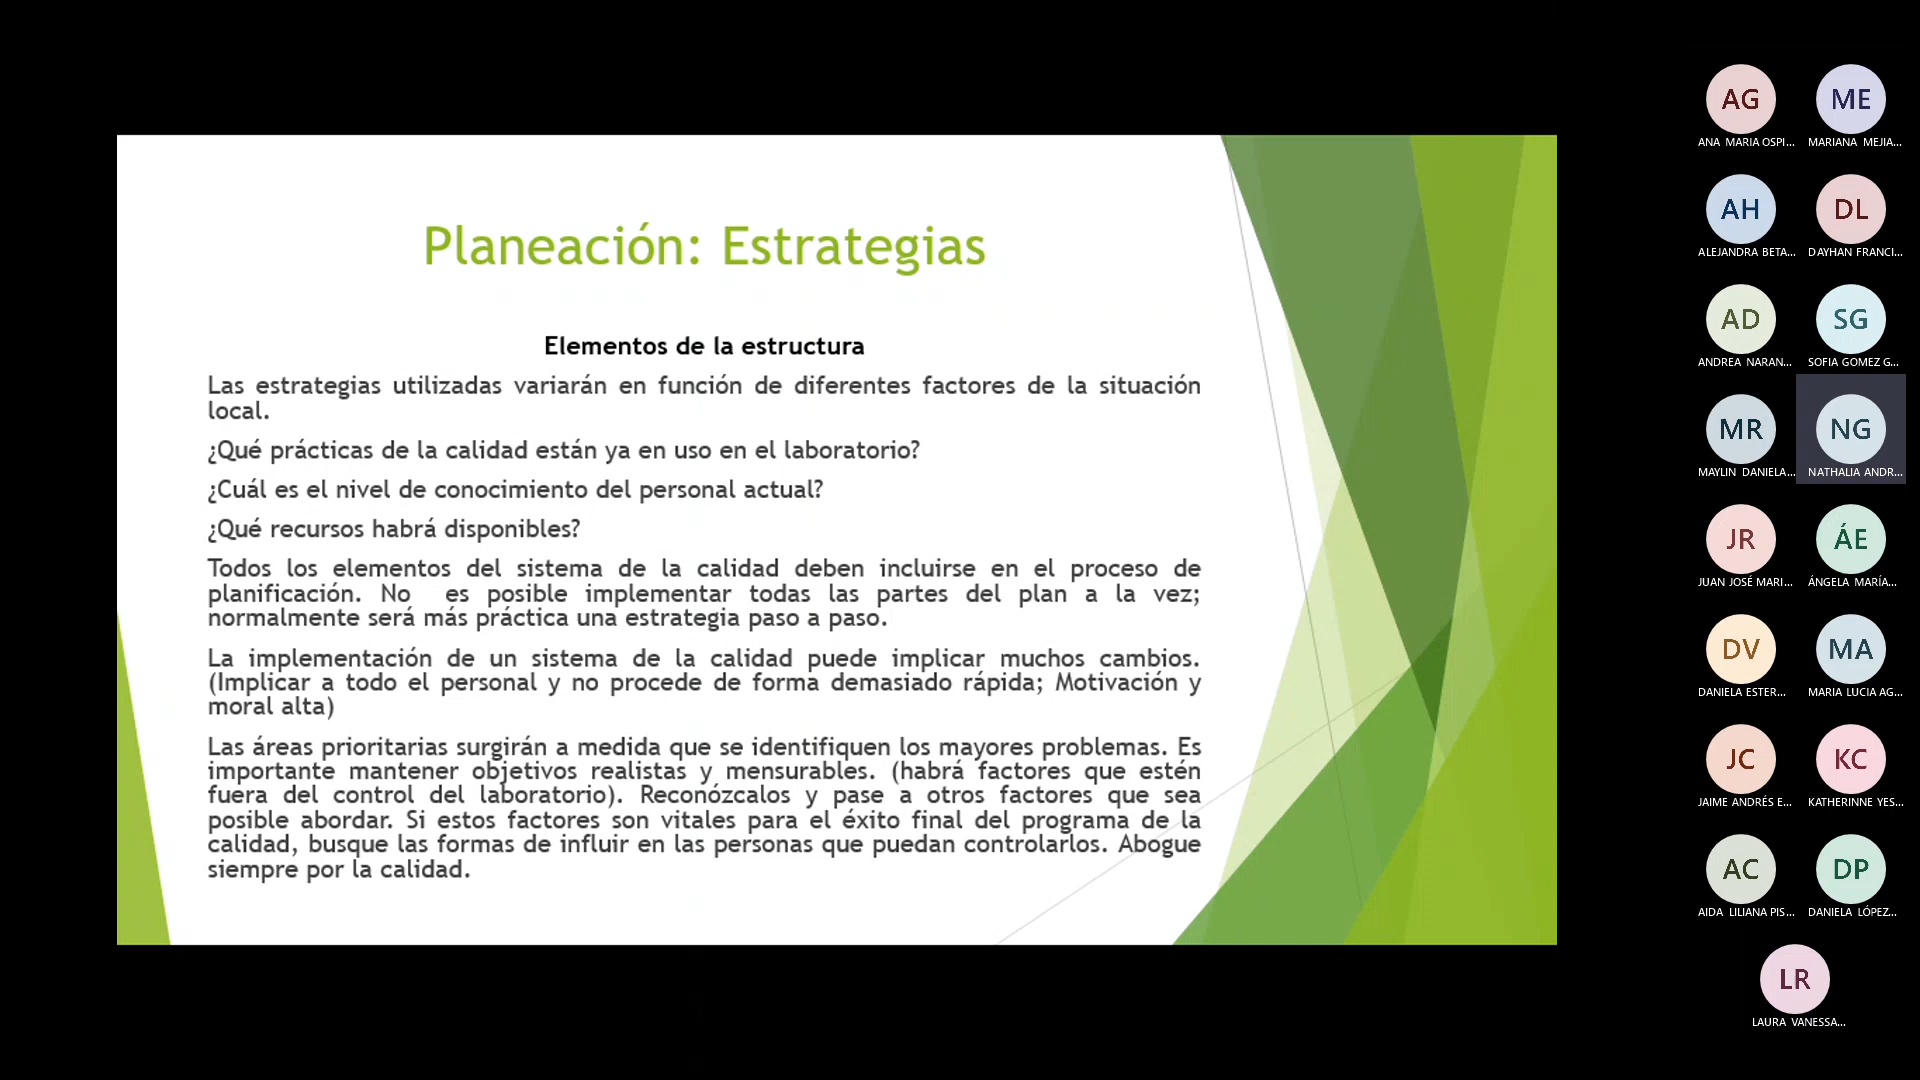 Planeación: Estrategias
Elementos de la estructura
Las estrategias utilizadas variarán en función de diferentes factores de la situación
local.
¿Qué prácticas de la calidad están ya en uso en el laboratorio?
¿Cuál es el nivel de conocimiento del personal actual?
¿Qué recursos habrá disponibles?
Todos los elementos del sistema de la calidad deben incluirse en el proceso de
planificación. No es posible implementar todas las partes del plan a la vez;
normalmente será más práctica una estrategia paso a paso.
La implementación de un sistema de la calidad puede implicar muchos cambios.
(Implicar a todo el personal y no procede de forma demasiado rápida; Motivación y
moral alta)
Las áreas prioritarias surgirán a medida que se identifiquen los mayores problemas. Es
importante mantener objetivos realistas y mensurables. (habrá factores que estén
fuera del control del laboratorio). Reconózcalos y pase a otros factores que sea
posible abordar. Si estos factores son vitales para el éxito final del programa de la
calidad, busque las formas de influir en las personas que puedan controlarlos. Abogue
siempre por la calidad.
AG
ANA MARIA OSPI...
ME
MARIANA MEJIA...
AH
ALEJANDRA BETA...
DL
DAYHAN FRANCI...
AD
ANDREA NARAN...
SG
SOFIA GOMEZ G...
MR
MAYLIN DANIELA...
NG
NATHALIA ANDR...
JR
JUAN JOSÉ MARI...
ÁE
ÁNGELA MARÍA...
DV
DANIELA ESTER...
MA
MARIA LUCIA AG...
JC
JAIME ANDRÉS E...
KC
KATHERINNE YES...
AC
AIDA LILIANA PIS...
DP
DANIELA LÓPEZ...
LR
LAURA VANESSA...